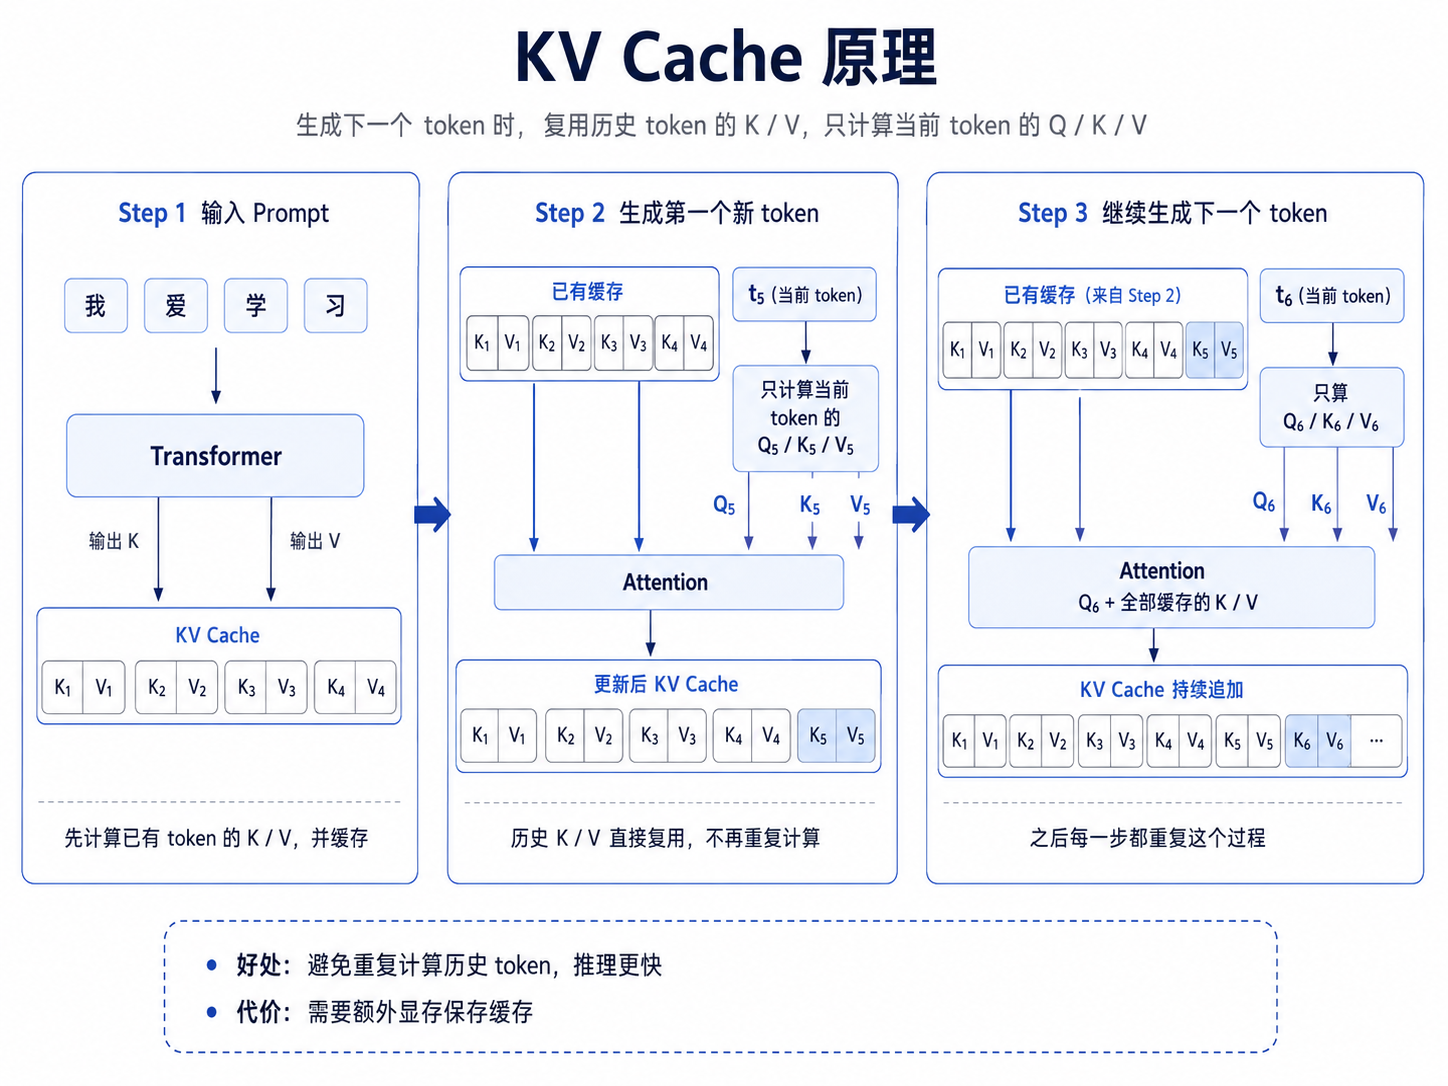 KV Cache 原理
生成下一个 token 时，复用历史 token 的 K / V，只计算当前 token 的 Q / K / V
Step 1 输入 Prompt
我 爱 学 习
Transformer
输出 K 输出 V
KV Cache
K₁ V₁ K₂ V₂ K₃ V₃ K₄ V₄
先计算已有 token 的 K / V，并缓存
Step 2 生成第一个新 token
已有缓存
K₁ V₁ K₂ V₂ K₃ V₃ K₄ V₄
t₅ (当前 token)
只计算当前
token 的
Q₅ / K₅ / V₅
Q₅ K₅ V₅
Attention
更新后 KV Cache
K₁ V₁ K₂ V₂ K₃ V₃ K₄ V₄ K₅ V₅
历史 K / V 直接复用，不再重复计算
Step 3 继续生成下一个 token
已有缓存（来自 Step 2）
K₁ V₁ K₂ V₂ K₃ V₃ K₄ V₄ K₅ V₅
t₆ (当前 token)
只算
Q₆ / K₆ / V₆
Q₆ K₆ V₆
Attention
Q₆ + 全部缓存的 K / V
KV Cache 持续追加
K₁ V₁ K₂ V₂ K₃ V₃ K₄ V₄ K₅ V₅ K₆ V₆ ···
之后每一步都重复这个过程
• 好处：避免重复计算历史 token，推理更快
• 代价：需要额外显存保存缓存